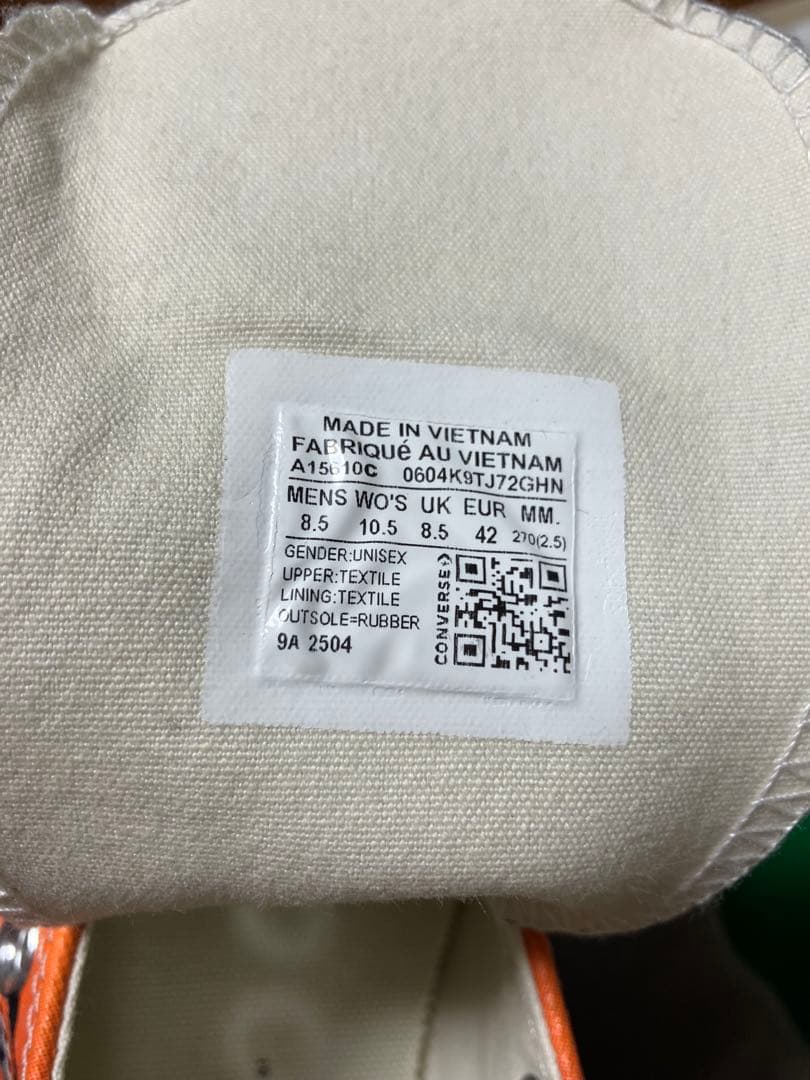 MADE IN VIETNAM
FABRIQUé AU VIETNAM
A15610C 0604K9TJ72GHN
MENS WO'S UK EUR MM.
8.5 10.5 8.5 42 270(2.5)
GENDER:UNISEX
UPPER:TEXTILE
LINING:TEXTILE
OUTSOLE=RUBBER
9A 2504
CONVERSE